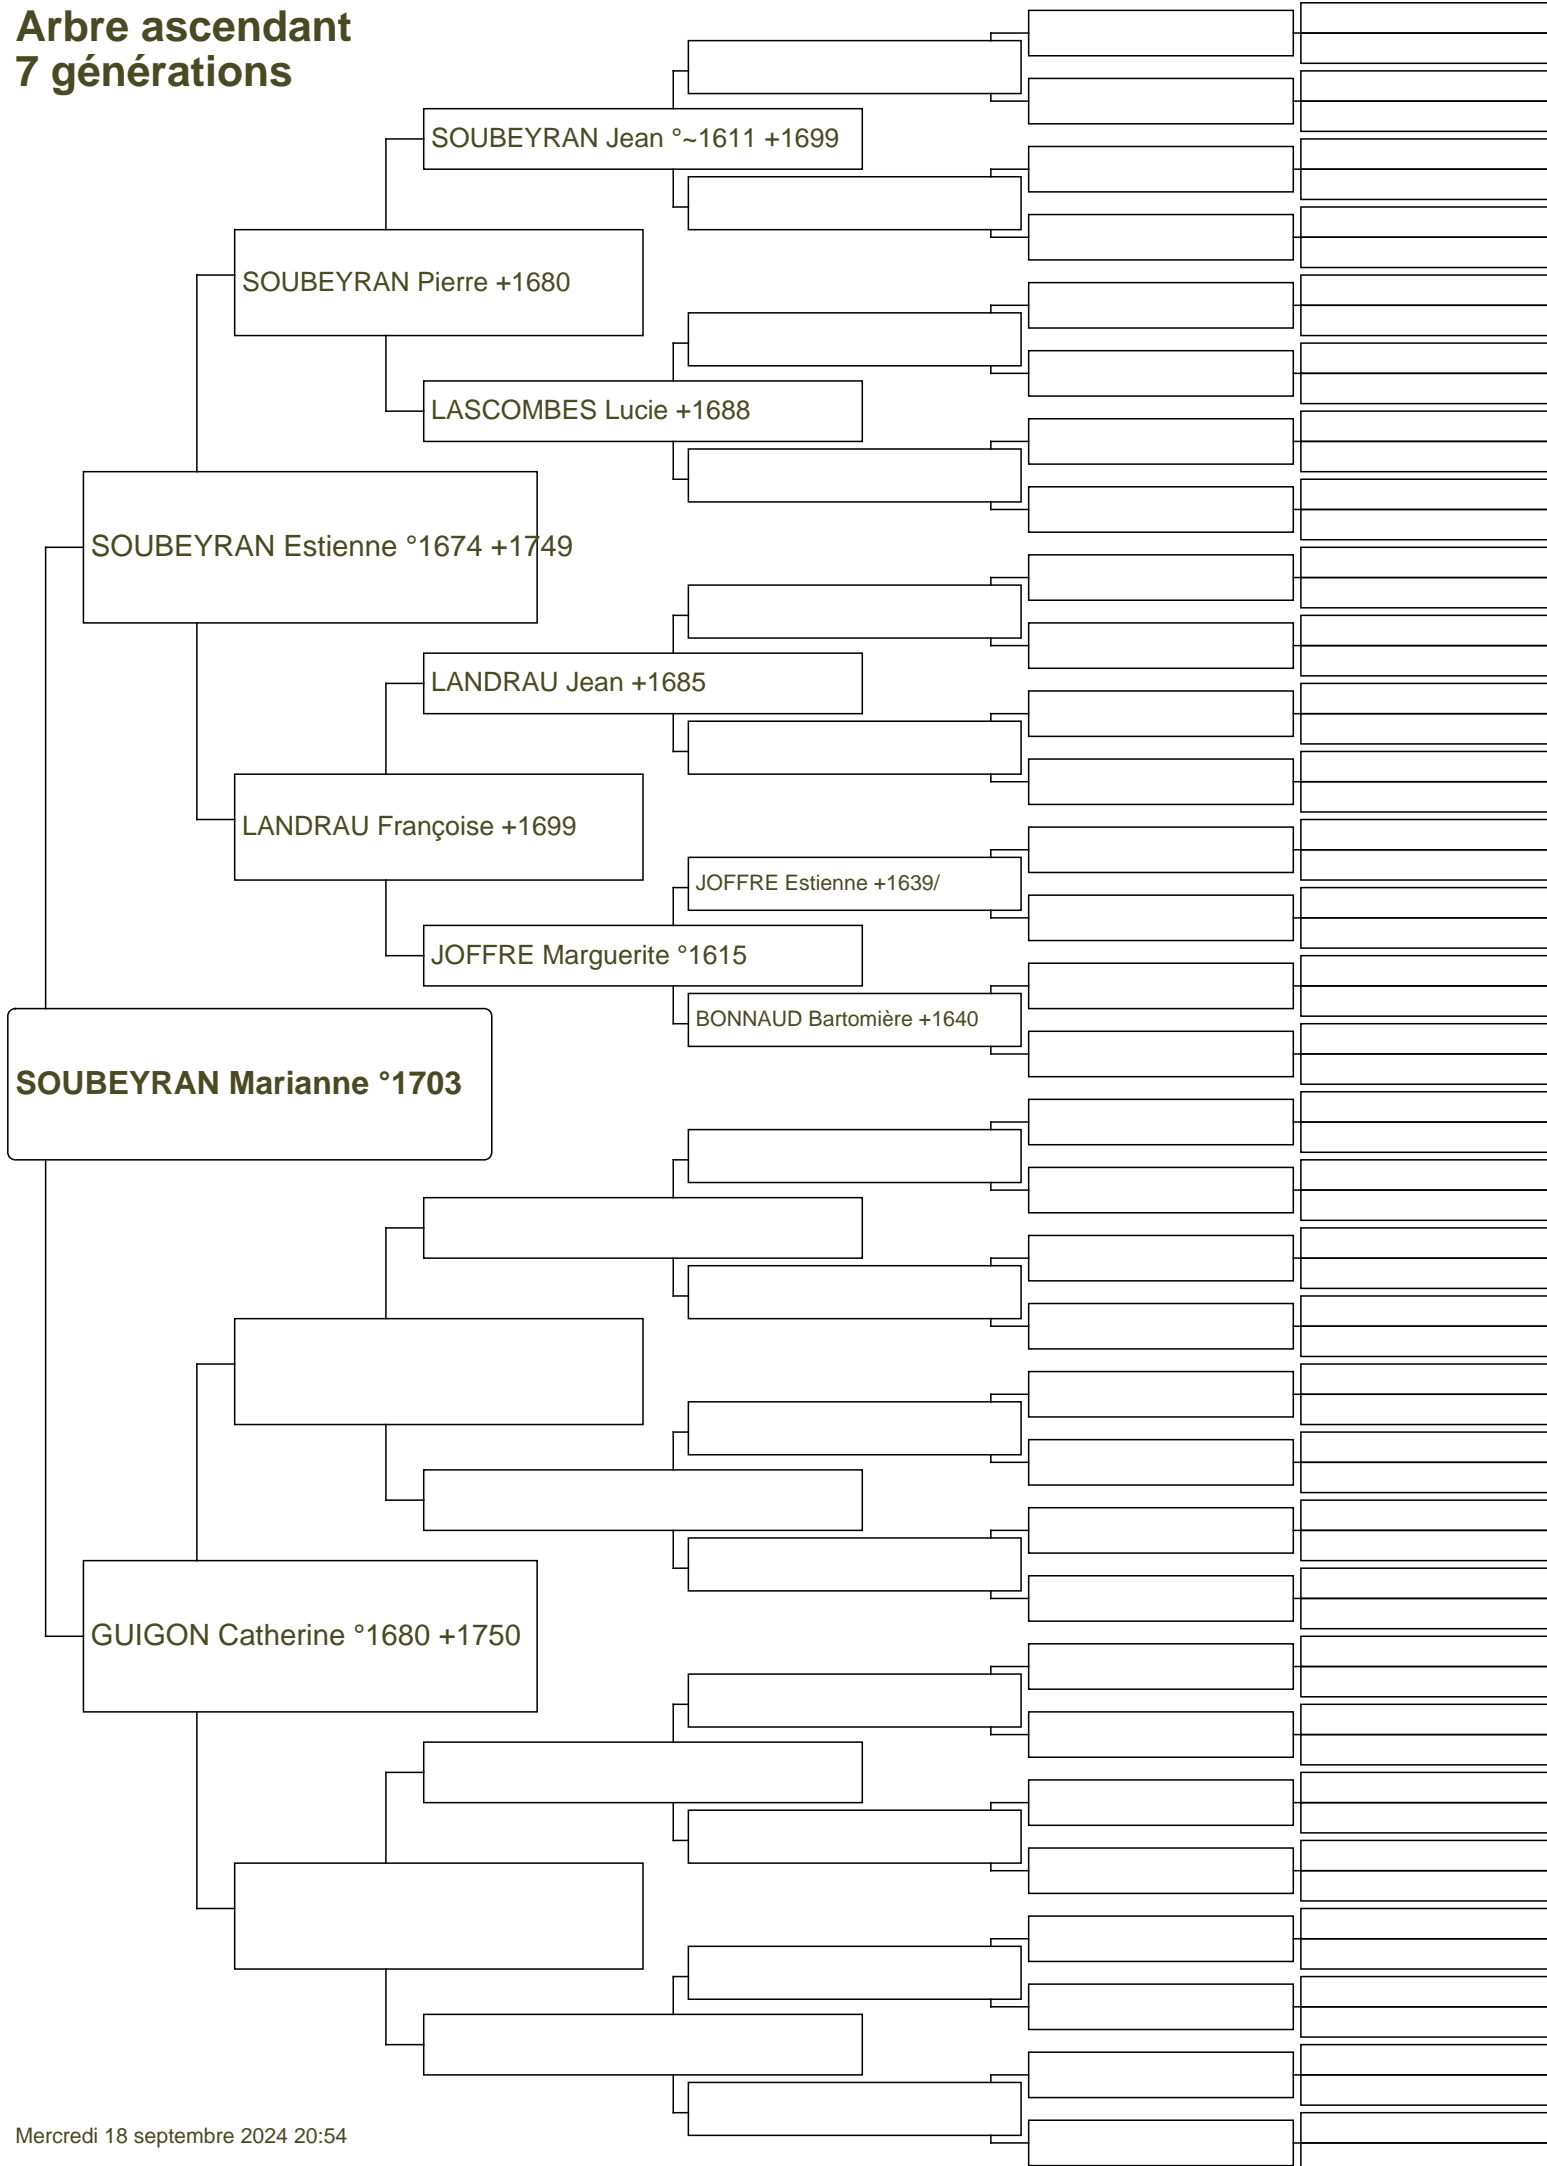 Arbre ascendant
7 générations
SOUBEYRAN Jean °~1611 +1699
SOUBEYRAN Pierre +1680
LASCOMBES Lucie +1688
SOUBEYRAN Estienne °1674 +1749
LANDRAU Jean +1685
LANDRAU Françoise +1699
JOFFRE Estienne +1639/
JOFFRE Marguerite °1615
BONNAUD Bartomière +1640
SOUBEYRAN Marianne °1703
GUIGON Catherine °1680 +1750
Mercredi 18 septembre 2024 20:54